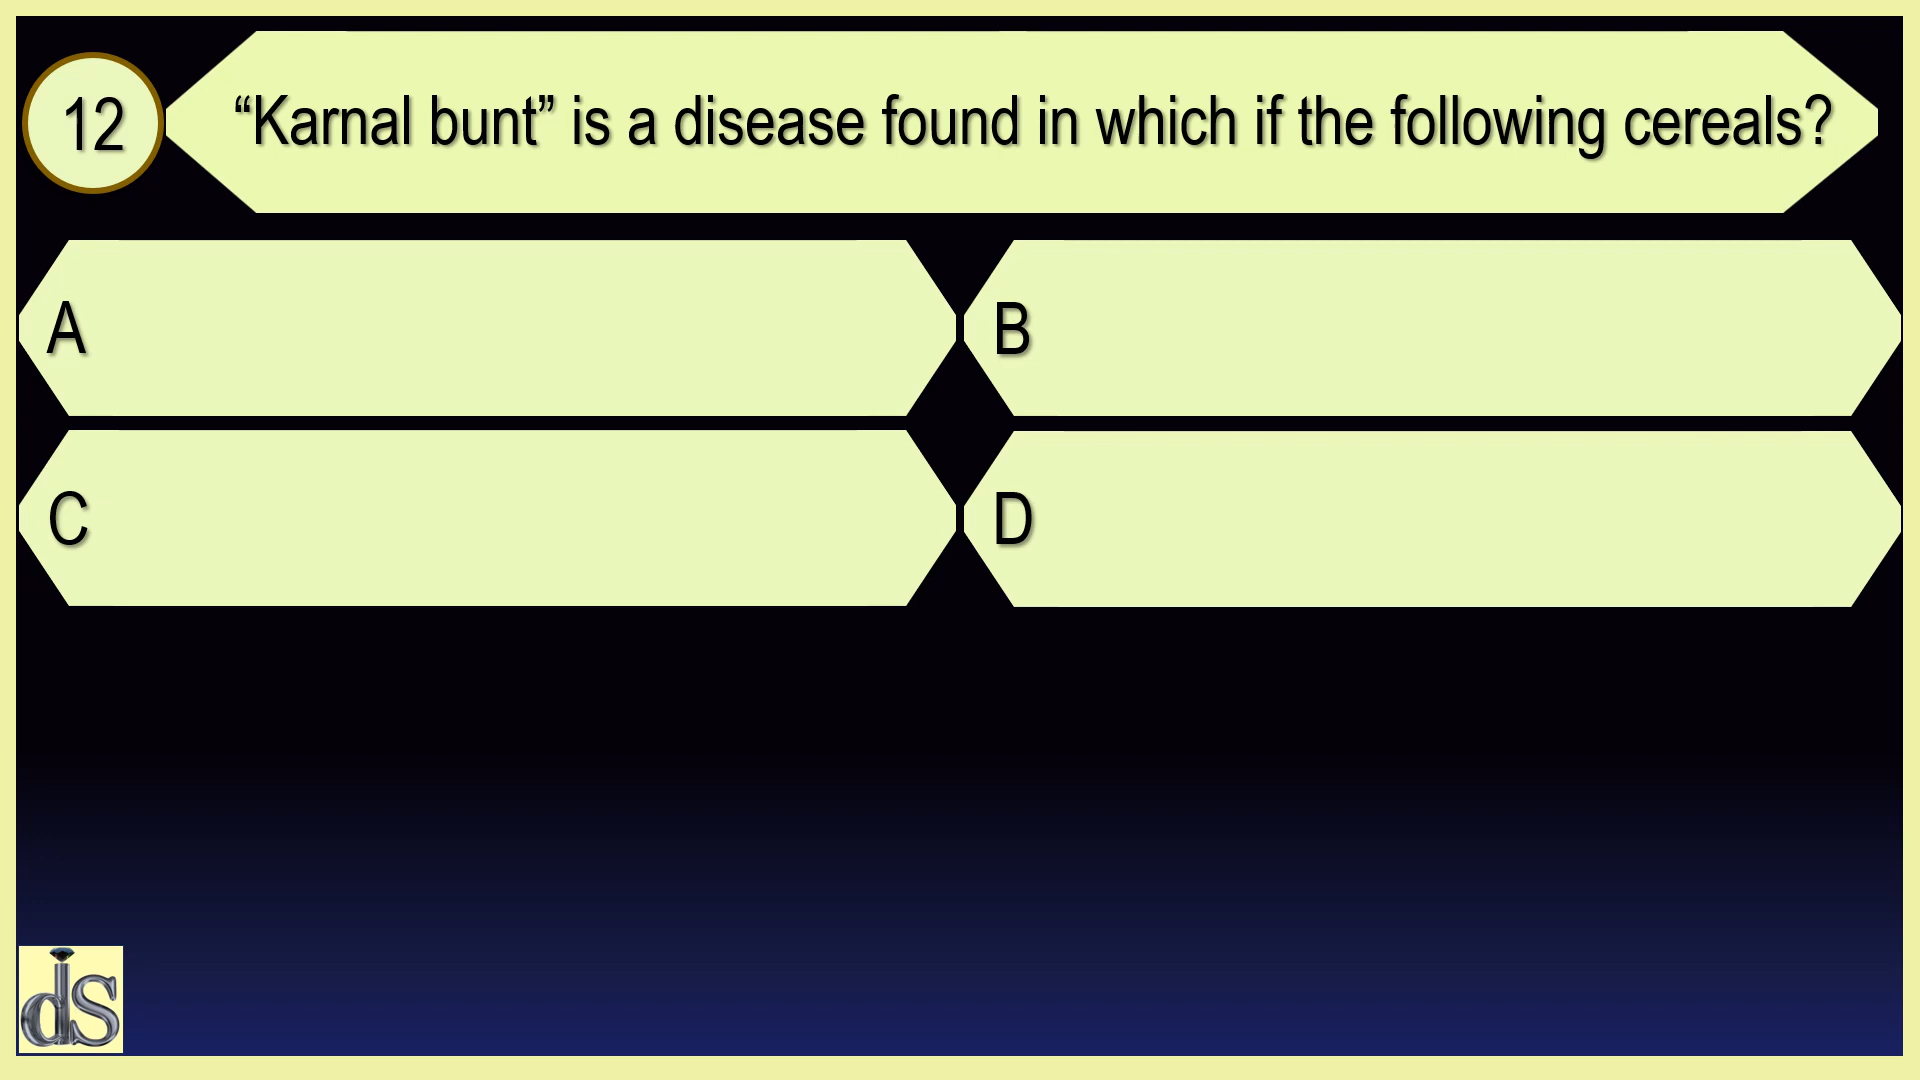 12
“Karnal bunt” is a disease found in which if the following cereals?
A
B
C
D
ds